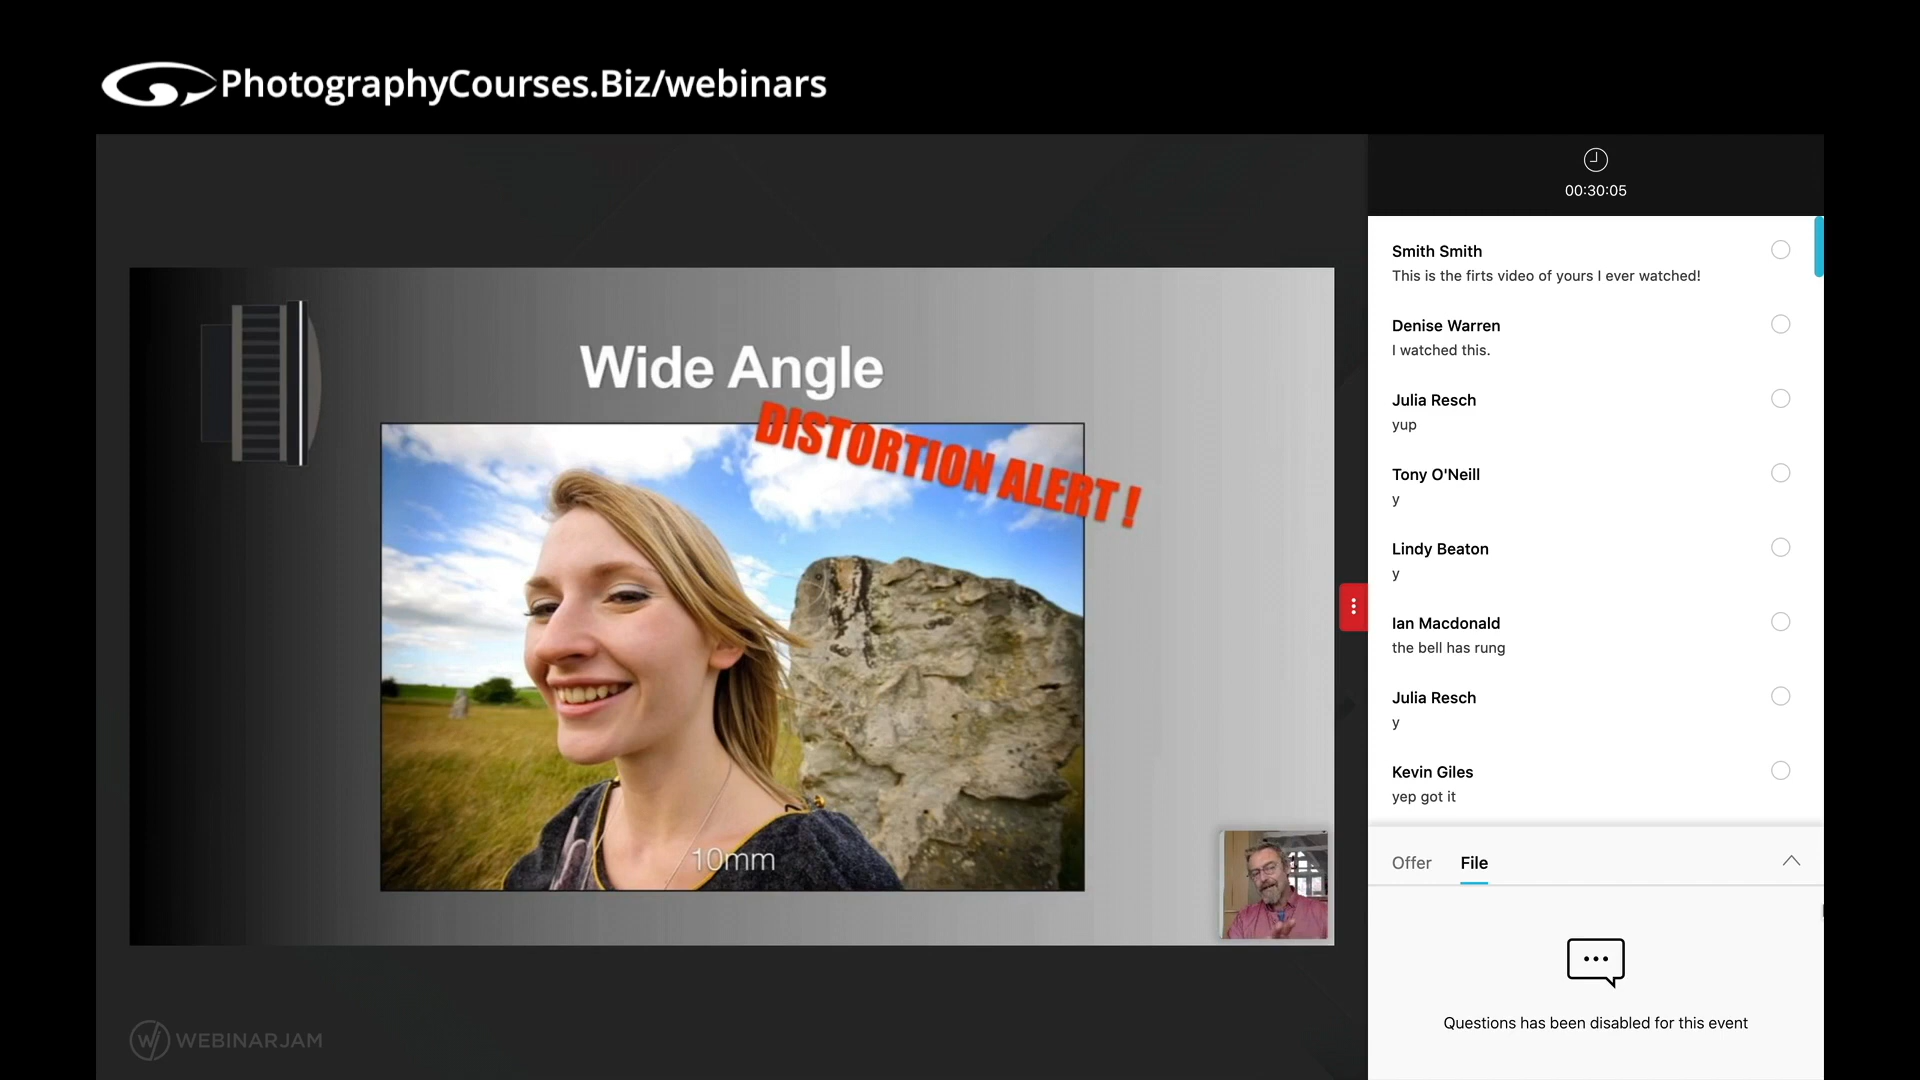 PhotographyCourses.Biz/webinars
00:30:05
Wide Angle
DISTORTION ALERT !
10mm
Smith Smith
This is the firts video of yours I ever watched!
Denise Warren
I watched this.
Julia Resch
yup
Tony O'Neill
y
Lindy Beaton
y
Ian Macdonald
the bell has rung
Julia Resch
y
Kevin Giles
yep got it
Offer File
Questions has been disabled for this event
WEBINARJAM